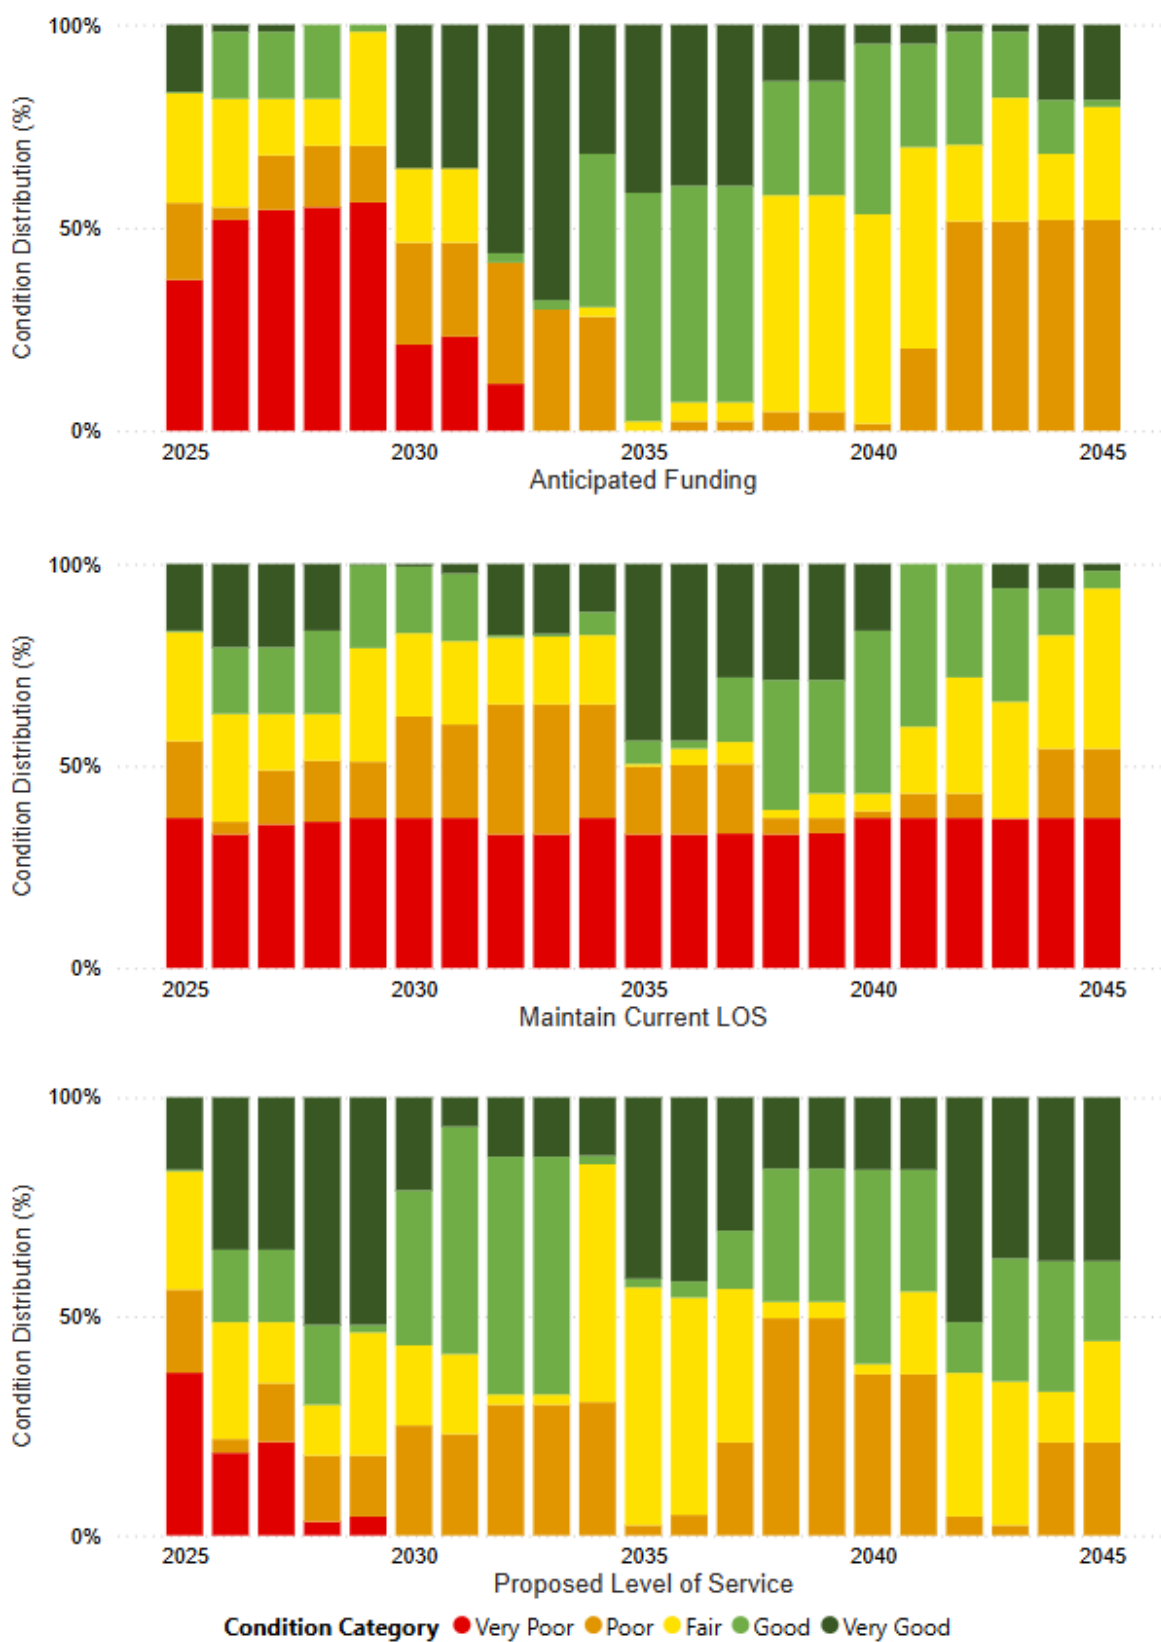 100%
Condition Distribution (%)
50%
0%
2025 2030 2035 2040 2045
Anticipated Funding
100%
Condition Distribution (%)
50%
0%
2025 2030 2035 2040 2045
Maintain Current LOS
100%
Condition Distribution (%)
50%
0%
2025 2030 2035 2040 2045
Proposed Level of Service
Condition Category Very Poor Poor Fair Good Very Good